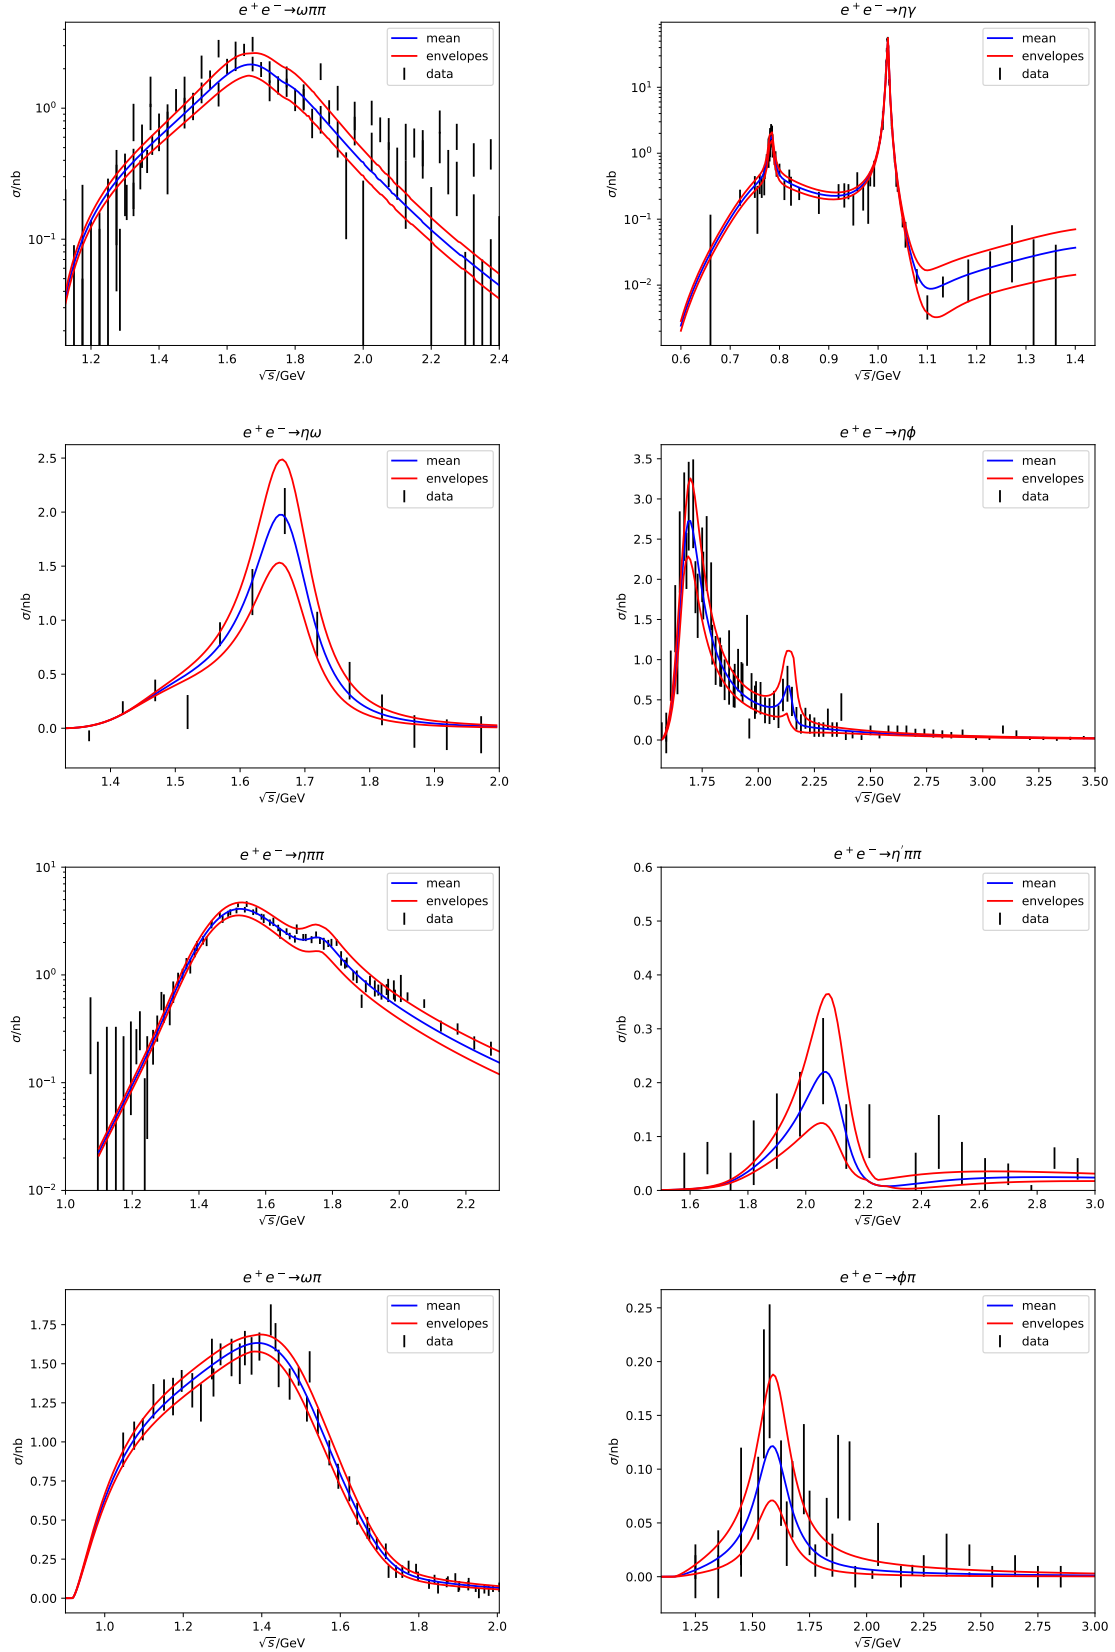 e⁺e⁻→ωππ
σ/nb
10⁰
10⁻¹
mean
envelopes
data
1.2 1.4 1.6 1.8 2.0 2.2 2.4
√s/GeV
e⁺e⁻→ηγ
σ/nb
10¹
10⁰
10⁻¹
10⁻²
mean
envelopes
data
0.6 0.7 0.8 0.9 1.0 1.1 1.2 1.3 1.4
√s/GeV
e⁺e⁻→ηω
σ/nb
2.5
2.0
1.5
1.0
0.5
0.0
mean
envelopes
data
1.4 1.5 1.6 1.7 1.8 1.9 2.0
√s/GeV
e⁺e⁻→ηϕ
σ/nb
3.5
3.0
2.5
2.0
1.5
1.0
0.5
0.0
mean
envelopes
data
1.75 2.00 2.25 2.50 2.75 3.00 3.25 3.50
√s/GeV
e⁺e⁻→ηππ
σ/nb
10¹
10⁰
10⁻¹
10⁻²
mean
envelopes
data
1.0 1.2 1.4 1.6 1.8 2.0 2.2
√s/GeV
e⁺e⁻→η′ππ
σ/nb
0.6
0.5
0.4
0.3
0.2
0.1
0.0
mean
envelopes
data
1.6 1.8 2.0 2.2 2.4 2.6 2.8 3.0
√s/GeV
e⁺e⁻→ωπ
σ/nb
1.75
1.50
1.25
1.00
0.75
0.50
0.25
0.00
mean
envelopes
data
1.0 1.2 1.4 1.6 1.8 2.0
√s/GeV
e⁺e⁻→ϕπ
σ/nb
0.25
0.20
0.15
0.10
0.05
0.00
mean
envelopes
data
1.25 1.50 1.75 2.00 2.25 2.50 2.75 3.00
√s/GeV